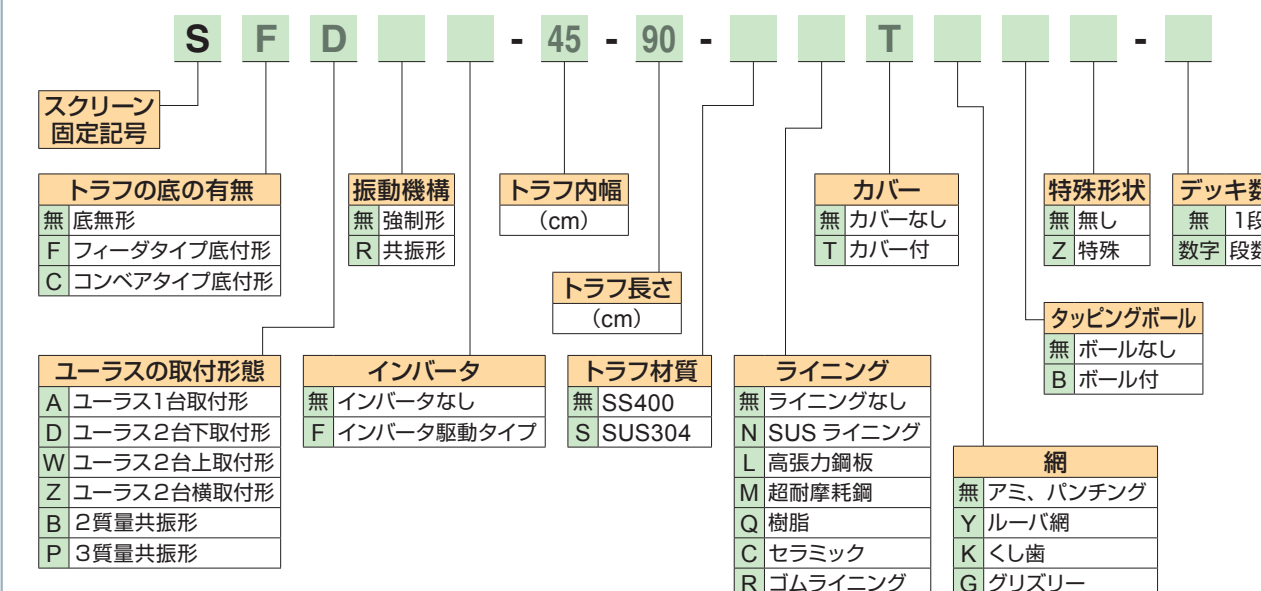 S F D - 45 - 90 - T -
スクリーン
固定記号
トラフの底の有無
無 底無形
F フィーダタイプ底付形
C コンベアタイプ底付形
振動機構
無 強制形
R 共振形
トラフ内幅
（cm）
カバー
無 カバーなし
T カバー付
特殊形状
無 無し
Z 特殊
デッキ数
無 1段
数字 段数
トラフ長さ
（cm）
タッピングボール
無 ボールなし
B ボール付
ユーラスの取付形態
A ユーラス1台取付形
D ユーラス2台下取付形
W ユーラス2台上取付形
Z ユーラス2台横取付形
B 2質量共振形
P 3質量共振形
インバータ
無 インバータなし
F インバータ駆動タイプ
トラフ材質
無 SS400
S SUS304
ライニング
無 ライニングなし
N SUS ライニング
L 高張力鋼板
M 超耐摩耗鋼
Q 樹脂
C セラミック
R ゴムライニング
網
無 アミ、パンチング
Y ルーバ網
K くし歯
G グリズリー